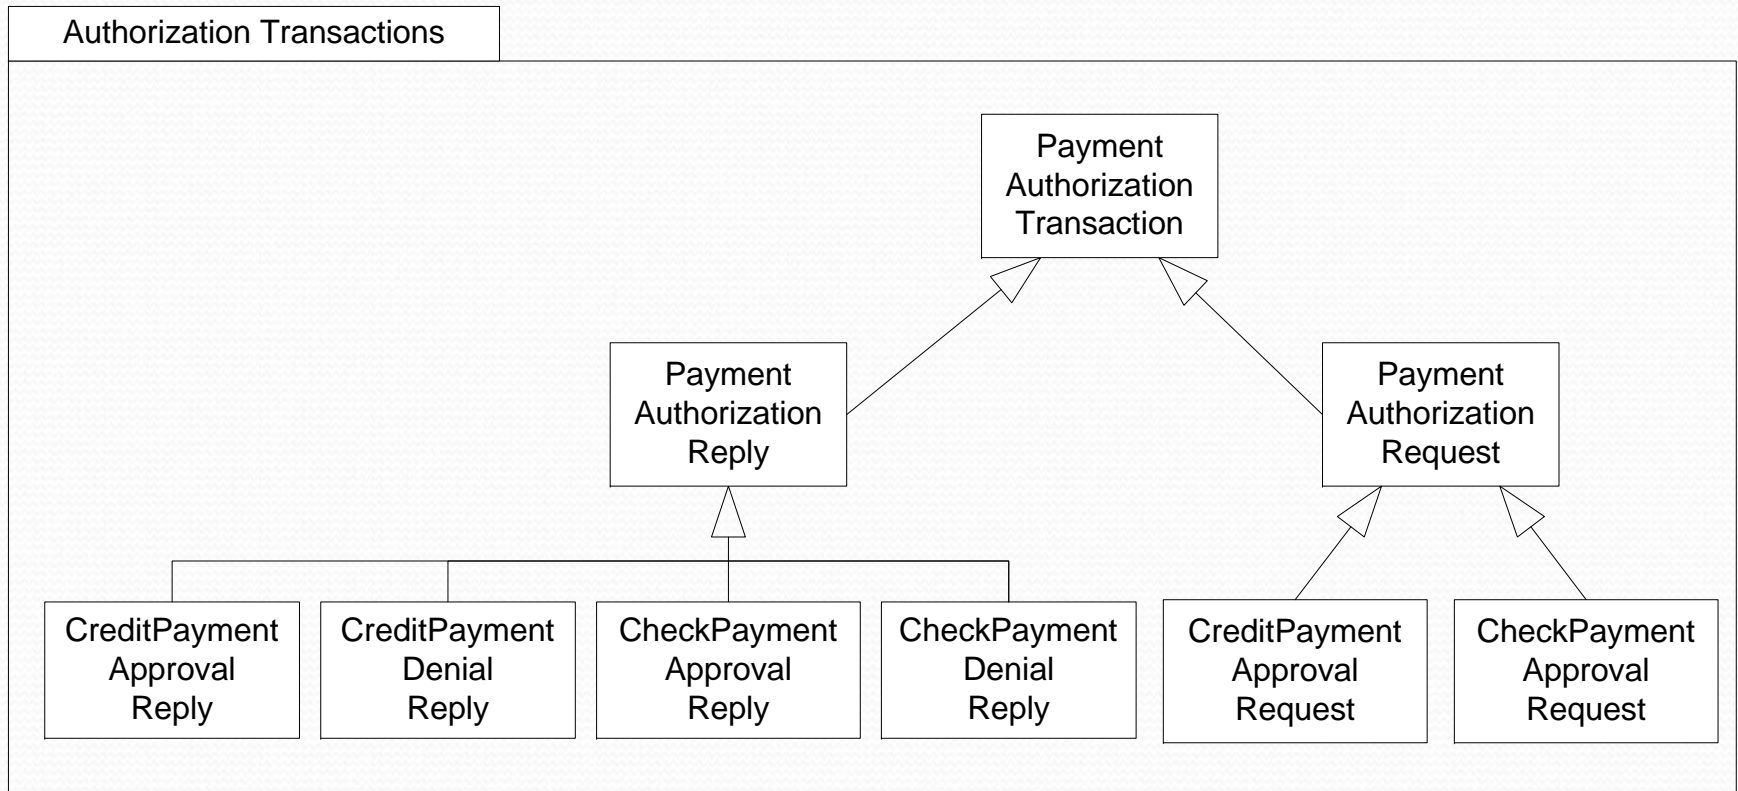 Authorization Transactions
Payment
Authorization
Transaction
Payment
Authorization
Reply
Payment
Authorization
Request
CreditPayment
Approval
Reply
CreditPayment
Denial
Reply
CheckPayment
Approval
Reply
CheckPayment
Denial
Reply
CreditPayment
Approval
Request
CheckPayment
Approval
Request